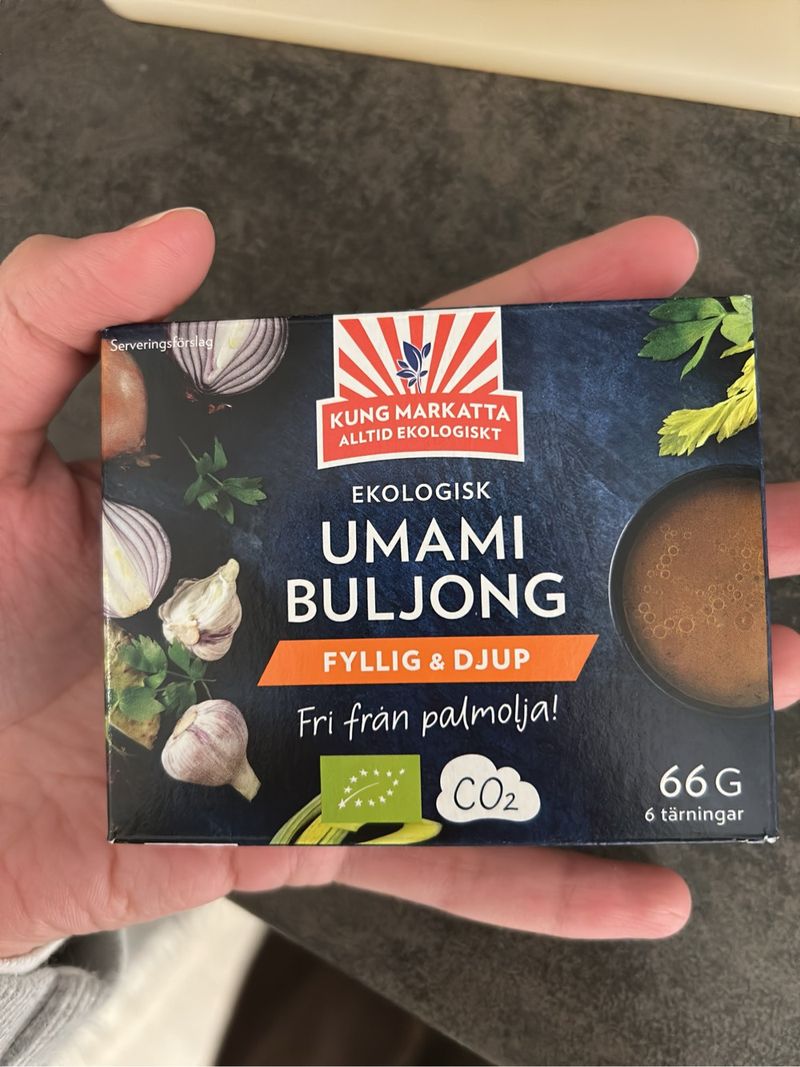 Serveringsförslag
KUNG MARKATTA
ALLTID EKOLOGISKT
EKOLOGISK
UMAMI
BULJONG
FYLLIG & DJUP
Fri från palmolja!
CO₂
66 G
6 tärningar